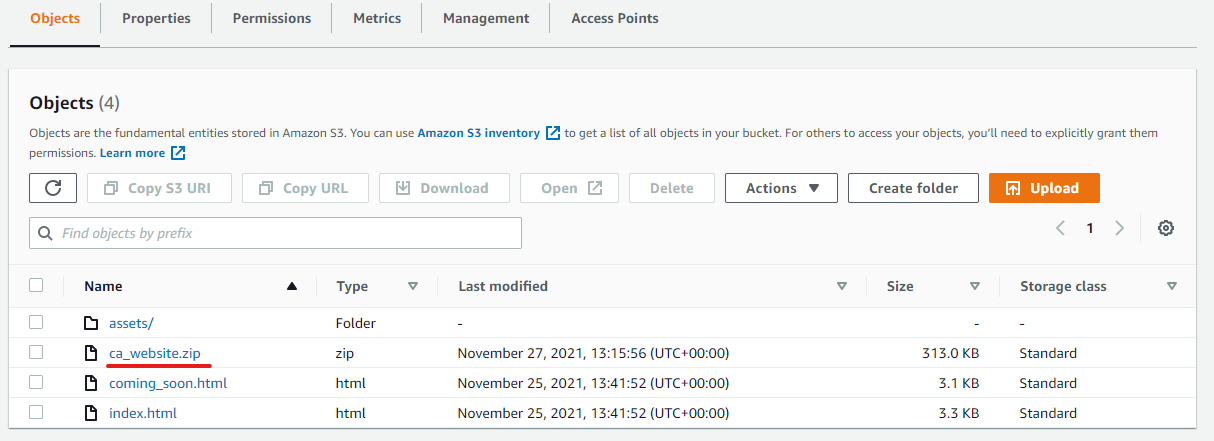 Objects Properties Permissions Metrics Management Access Points
Objects (4)
Objects are the fundamental entities stored in Amazon S3. You can use Amazon S3 inventory to get a list of all objects in your bucket. For others to access your objects, you'll need to explicitly grant them
permissions. Learn more
Copy S3 URI Copy URL Download Open Delete Actions Create folder Upload
Find objects by prefix 1
Name Type Last modified Size Storage class
assets/ Folder - - -
ca_website.zip zip November 27, 2021, 13:15:56 (UTC+00:00) 313.0 KB Standard
coming_soon.html html November 25, 2021, 13:41:52 (UTC+00:00) 3.1 KB Standard
index.html html November 25, 2021, 13:41:52 (UTC+00:00) 3.3 KB Standard